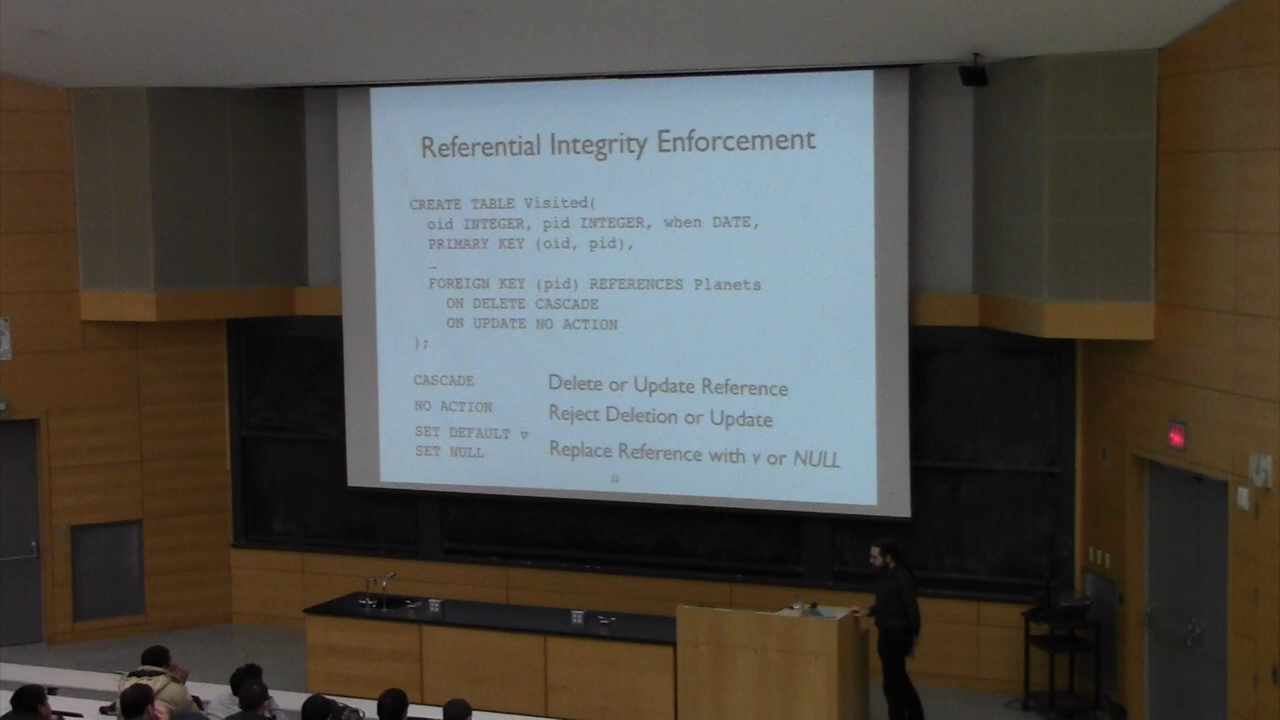 Referential Integrity Enforcement
CREATE TABLE Visited(
oid INTEGER, pid INTEGER, when DATE,
PRIMARY KEY (oid, pid),
…
FOREIGN KEY (pid) REFERENCES Planets
ON DELETE CASCADE
ON UPDATE NO ACTION
);
CASCADE Delete or Update Reference
NO ACTION Reject Deletion or Update
SET DEFAULT v
SET NULL Replace Reference with v or NULL